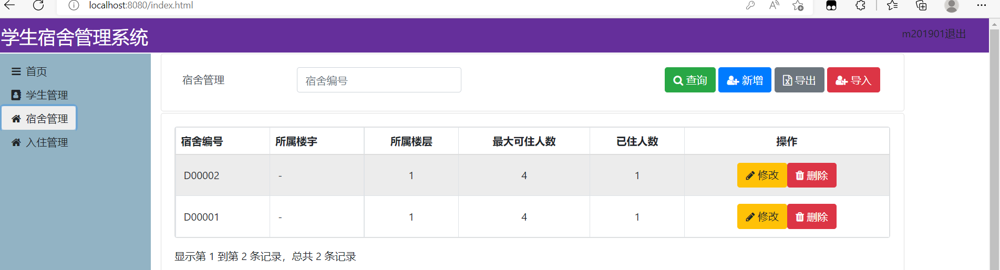 localhost:8080/index.html
学生宿舍管理系统
m201901退出
首页
学生管理
宿舍管理
入住管理
宿舍管理 宿舍编号 查询 新增 导出 导入
宿舍编号 所属楼宇 所属楼层 最大可住人数 已住人数 操作
D00002 - 1 4 1 修改 删除
D00001 - 1 4 1 修改 删除
显示第 1 到第 2 条记录，总共 2 条记录